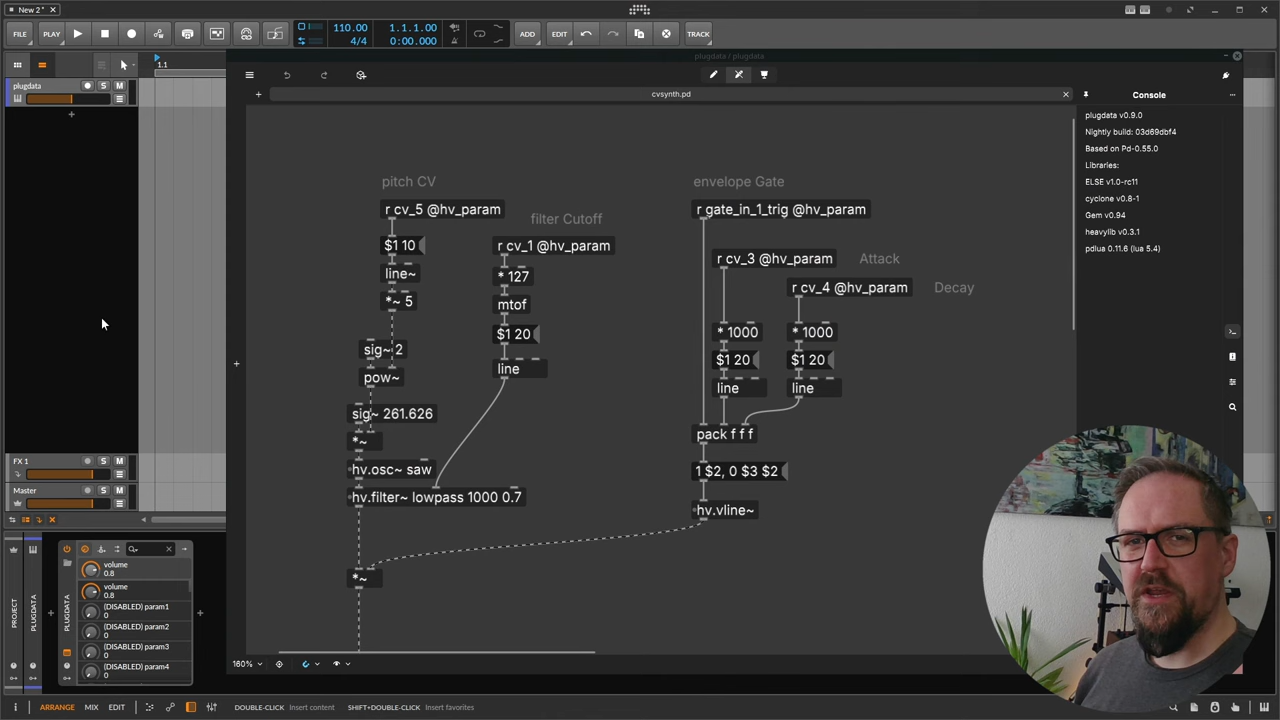 New 2 *
FILE
PLAY
110.00
4/4
1.1.1.00
0:00.000
ADD
EDIT
TRACK
plugdata / plugdata
1.1
plugdata
S
M
cvsynth.pd
Console
plugdata v0.9.0
Nightly build: 03d69dbf4
Based on Pd-0.55.0
Libraries:
ELSE v1.0-rc11
cyclone v0.8-1
Gem v0.94
heavylib v0.3.1
pdlua 0.11.6 (lua 5.4)
pitch CV
r cv_5 @hv_param
$1 10
line~
*~ 5
sig~ 2
pow~
sig~ 261.626
*~
hv.osc~ saw
hv.filter~ lowpass 1000 0.7
*~
filter Cutoff
r cv_1 @hv_param
* 127
mtof
$1 20
line
envelope Gate
r gate_in_1_trig @hv_param
r cv_3 @hv_param
Attack
r cv_4 @hv_param
Decay
* 1000
* 1000
$1 20
$1 20
line
line
pack f f f
1 $2, 0 $3 $2
hv.vline~
FX 1
S
M
Master
S
M
PROJECT
PLUGDATA
PLUGDATA
volume
0.8
volume
0.8
(DISABLED) param1
0
(DISABLED) param2
0
(DISABLED) param3
0
(DISABLED) param4
0
160%
ARRANGE
MIX
EDIT
DOUBLE-CLICK
Insert content
SHIFT+DOUBLE-CLICK
Insert favorites